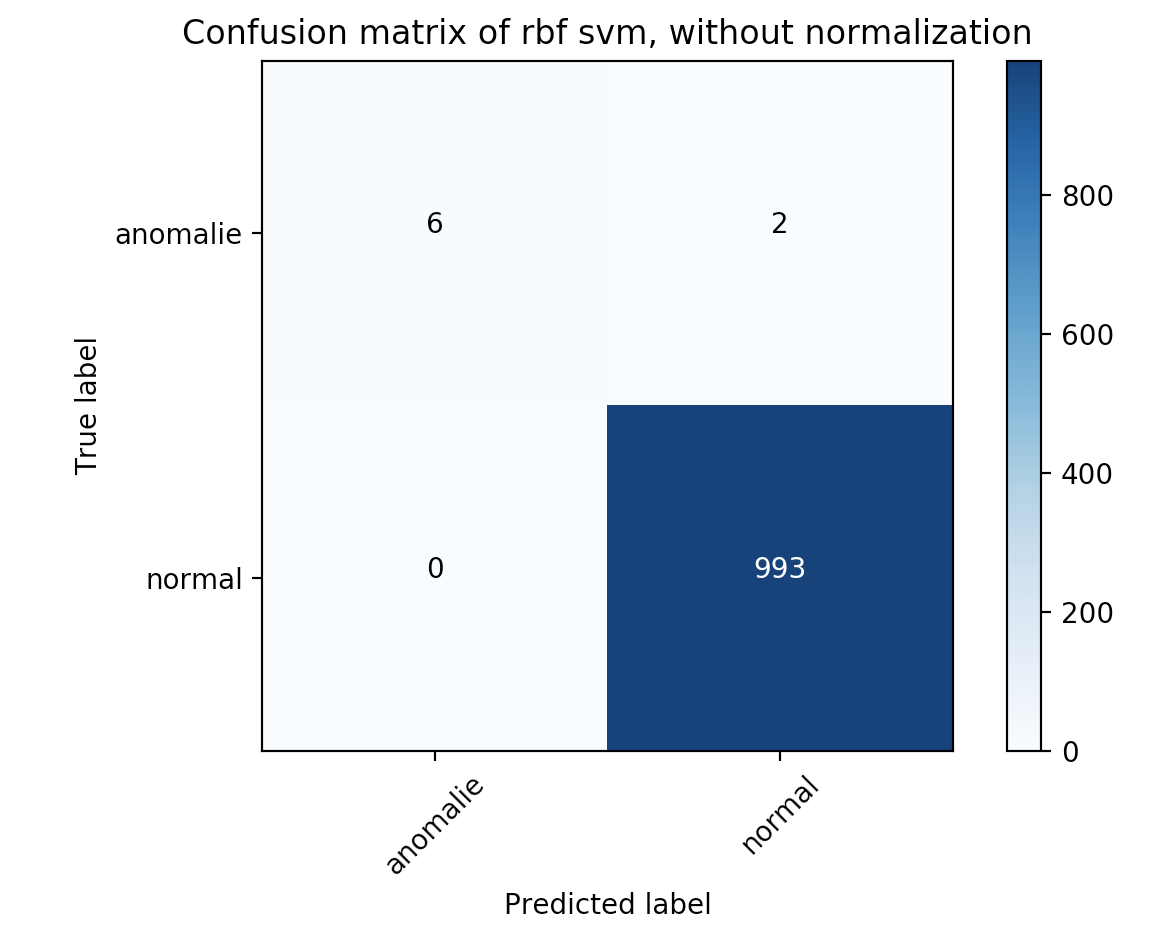 Confusion matrix of rbf svm, without normalization
anomalie
6
2
800
600
True label
400
normal
0
993
200
0
anomalie
normal
Predicted label